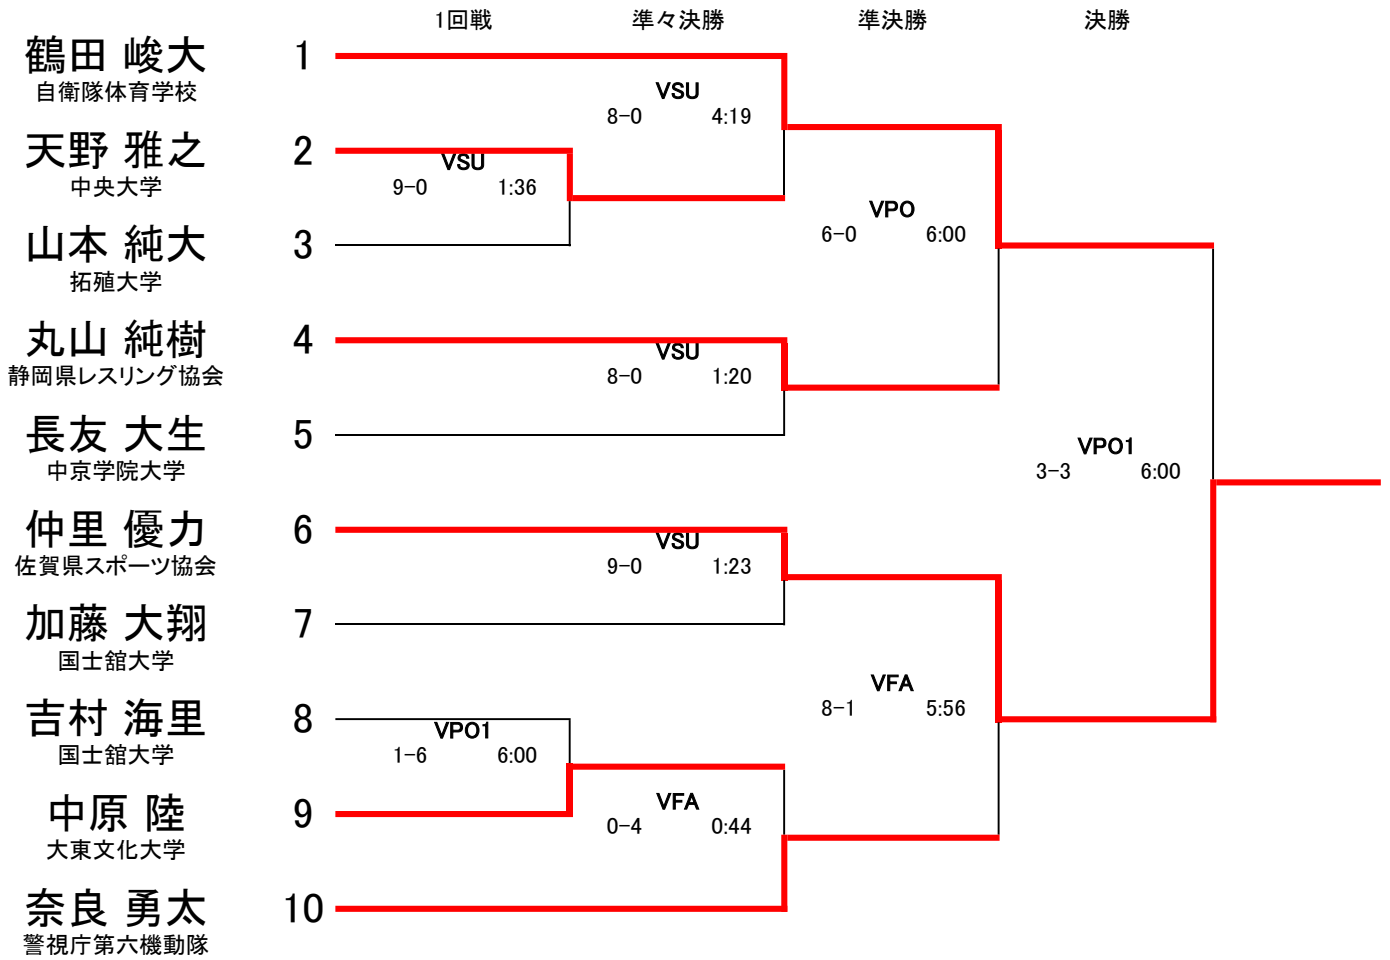 1回戦 準々決勝 準決勝 決勝
鶴田 峻大 1
自衛隊体育学校
VSU
8-0 4:19
天野 雅之 2
中央大学
VSU
9-0 1:36
山本 純大 3
拓殖大学
VPO
6-0 6:00
丸山 純樹 4
静岡県レスリング協会
VSU
8-0 1:20
長友 大生 5
中京学院大学
VPO1
3-3 6:00
仲里 優力 6
佐賀県スポーツ協会
VSU
9-0 1:23
加藤 大翔 7
国士舘大学
VFA
8-1 5:56
吉村 海里 8
国士舘大学
VPO1
1-6 6:00
中原 陸 9
大東文化大学
VFA
0-4 0:44
奈良 勇太 10
警視庁第六機動隊